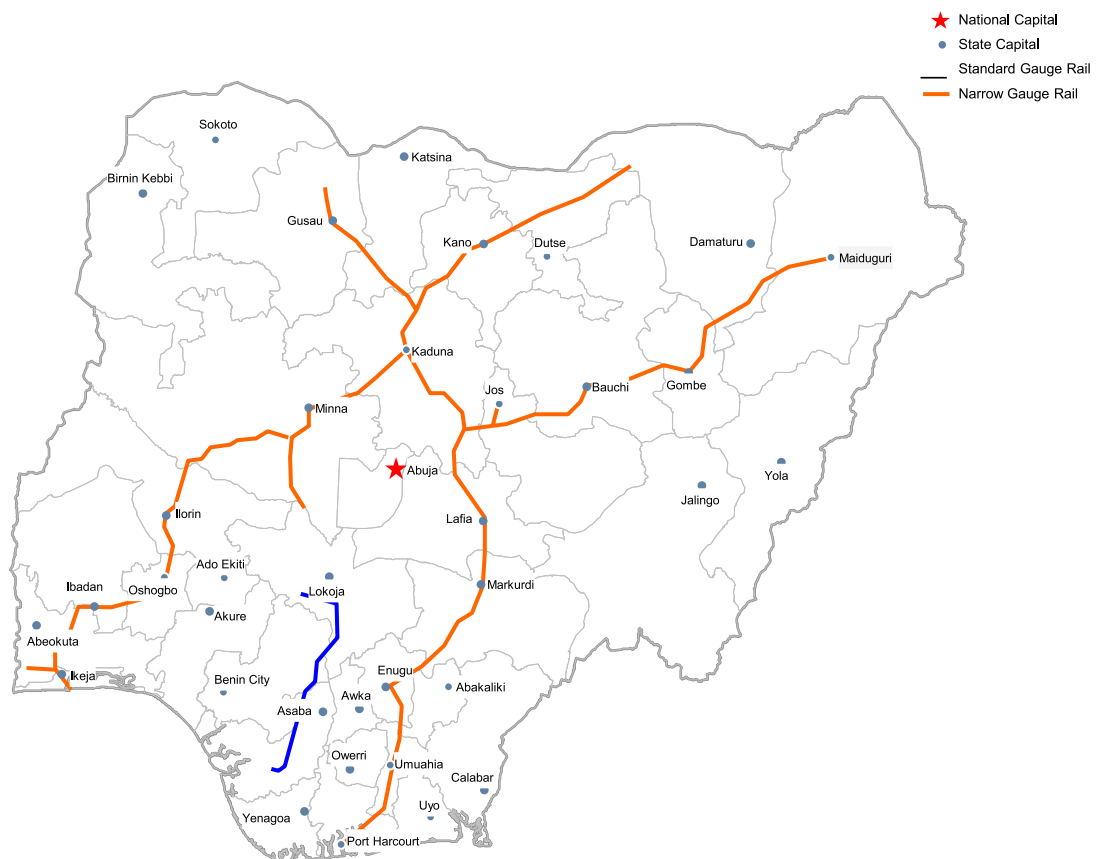 National Capital
State Capital
Standard Gauge Rail
Narrow Gauge Rail
Sokoto
Katsina
Birnin Kebbi
Gusau
Kano
Dutse
Damaturu
Maiduguri
Kaduna
Jos
Bauchi
Gombe
Minna
Abuja
Yola
Jalingo
Ilorin
Lafia
Ado Ekiti
Ibadan
Oshogbo
Lokoja
Markurdi
Akure
Abeokuta
Ikeja
Benin City
Enugu
Abakaliki
Awka
Asaba
Owerri
Umuahia
Calabar
Yenagoa
Uyo
Port Harcourt